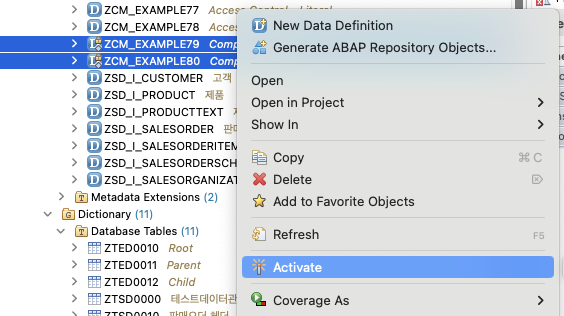 ZCM_EXAMPLE77 Access Control - Literal
ZCM_EXAMPLE78 Access Control
ZCM_EXAMPLE79 Comp
ZCM_EXAMPLE80 Comp
ZSD_I_CUSTOMER 고객
ZSD_I_PRODUCT 제품
ZSD_I_PRODUCTTEXT
ZSD_I_SALESORDER 판매
ZSD_I_SALESORDERITEM
ZSD_I_SALESORDERSCH
ZSD_I_SALESORGANIZAT
Metadata Extensions (2)
Dictionary (11)
Database Tables (11)
ZTED0010 Root
ZTED0011 Parent
ZTED0012 Child
ZTSD0000 테스트데이터관
ZTSD0010 판매오더 헤더
New Data Definition
Generate ABAP Repository Objects...
Open
Open in Project
Show In
Copy ⌘ C
Delete ⌦
Add to Favorite Objects
Refresh F5
Activate
Coverage As